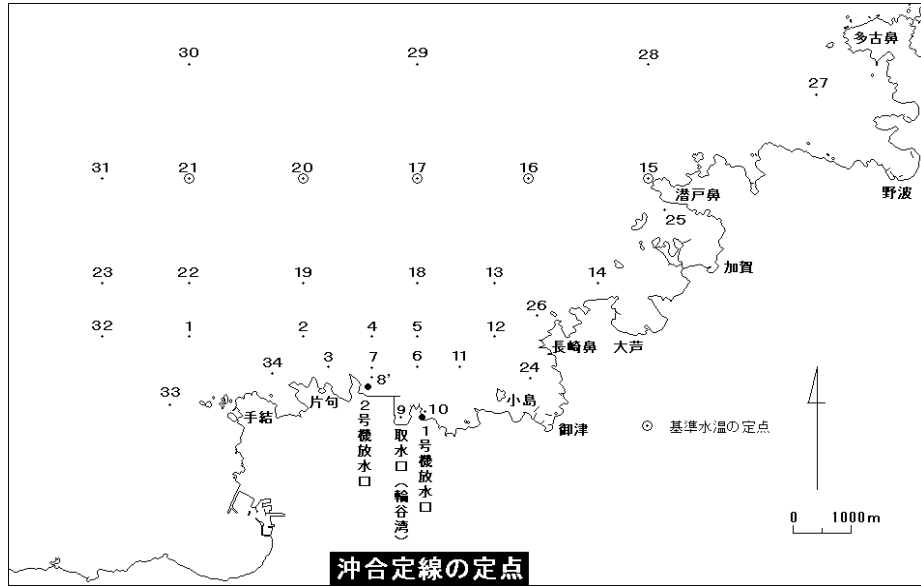 多古鼻
30
29
28
27
31
21
20
17
16
15
潜戸鼻
野波
25
23
22
19
18
13
14
加賀
26
32
1
2
4
5
12
長崎鼻
大芦
34
3
7
6
11
24
8’
33
手結
片句
小島
9
10
御津
2号機放水口
取水口(輪谷湾)
1号機放水口
基準水温の定点
0 1000m
沖合定線の定点